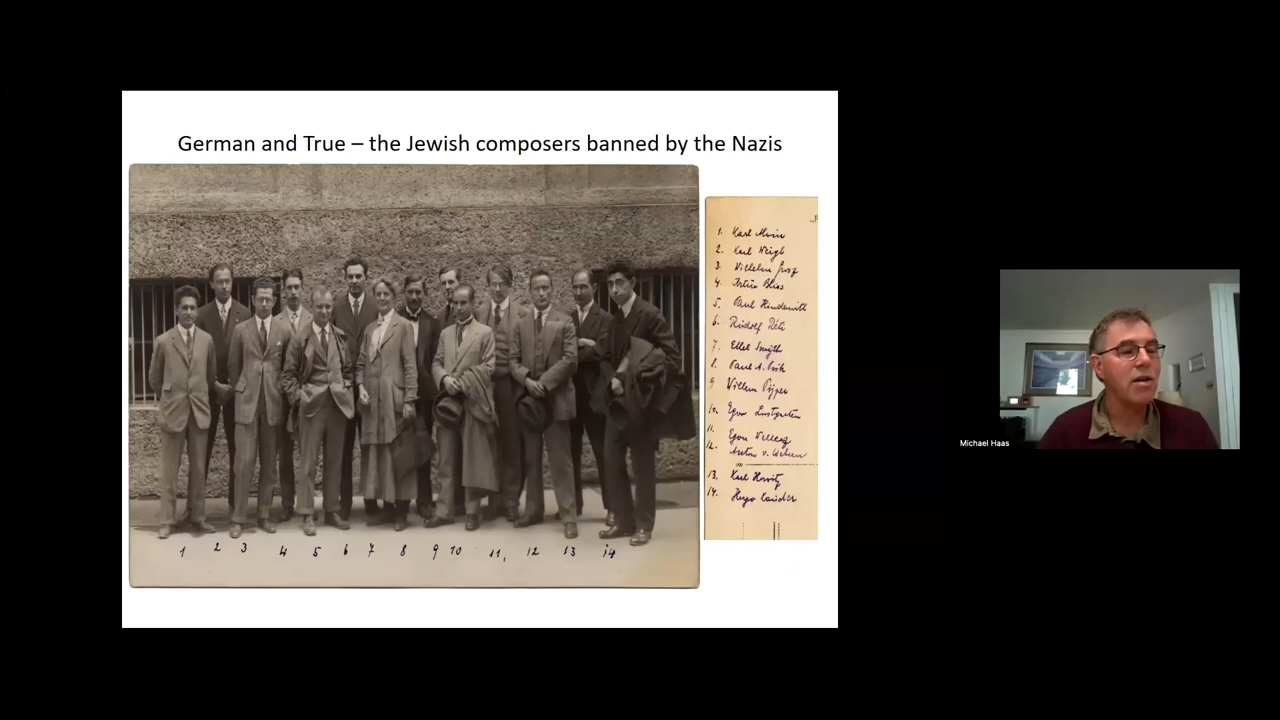 German and True – the Jewish composers banned by the Nazis
1. Karl Alwin
2. Karl Weigl
3. Wilhelm Grosz
4. Artur Bliss
5. Paul Hindemith
6. Rudolf Réti
7. Ethel Smyth
8. Paul A. Pisk
9 Willem Pijper
10. Egon Lustgarten
11. Egon Wellesz
12. Anton v. Webern
13. Karl Horwitz
14. Hugo Kauder
1 2 3 4 5 6 7 8 9 10 11, 12 13 14
Michael Haas